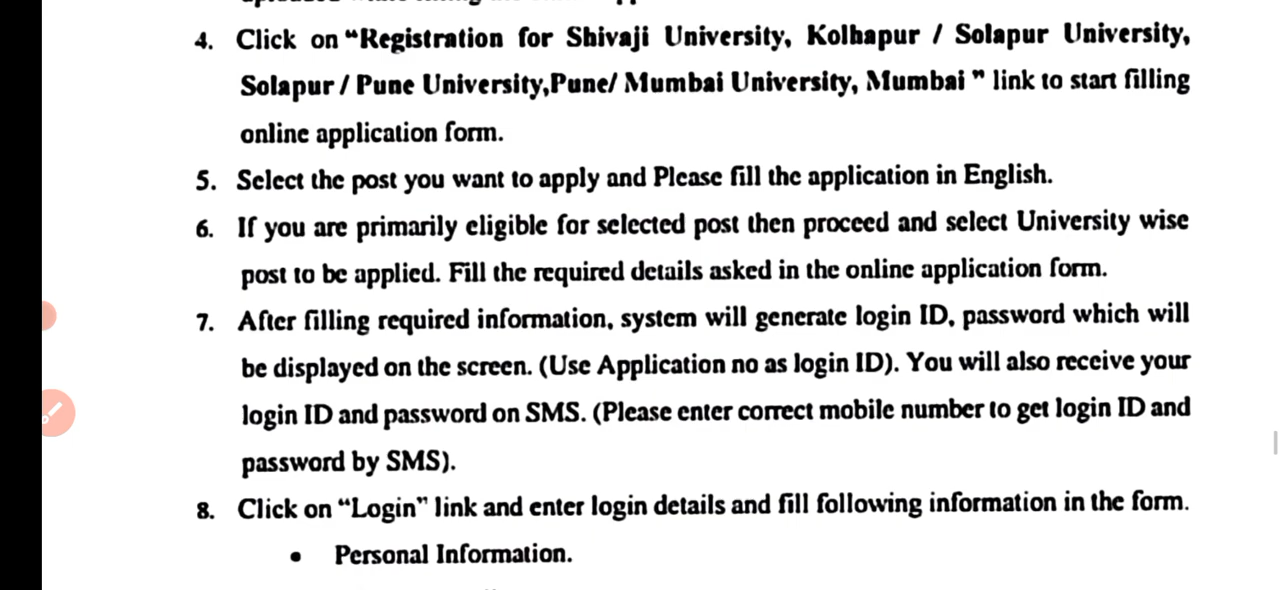 4. Click on “Registration for Shivaji University, Kolhapur / Solapur University,
Solapur / Pune University,Pune/ Mumbai University, Mumbai ” link to start filling
online application form.
5. Select the post you want to apply and Please fill the application in English.
6. If you are primarily eligible for selected post then proceed and select University wise
post to be applied. Fill the required details asked in the online application form.
7. After filling required information, system will generate login ID, password which will
be displayed on the screen. (Use Application no as login ID). You will also receive your
login ID and password on SMS. (Please enter correct mobile number to get login ID and
password by SMS).
8. Click on “Login” link and enter login details and fill following information in the form.
• Personal Information.